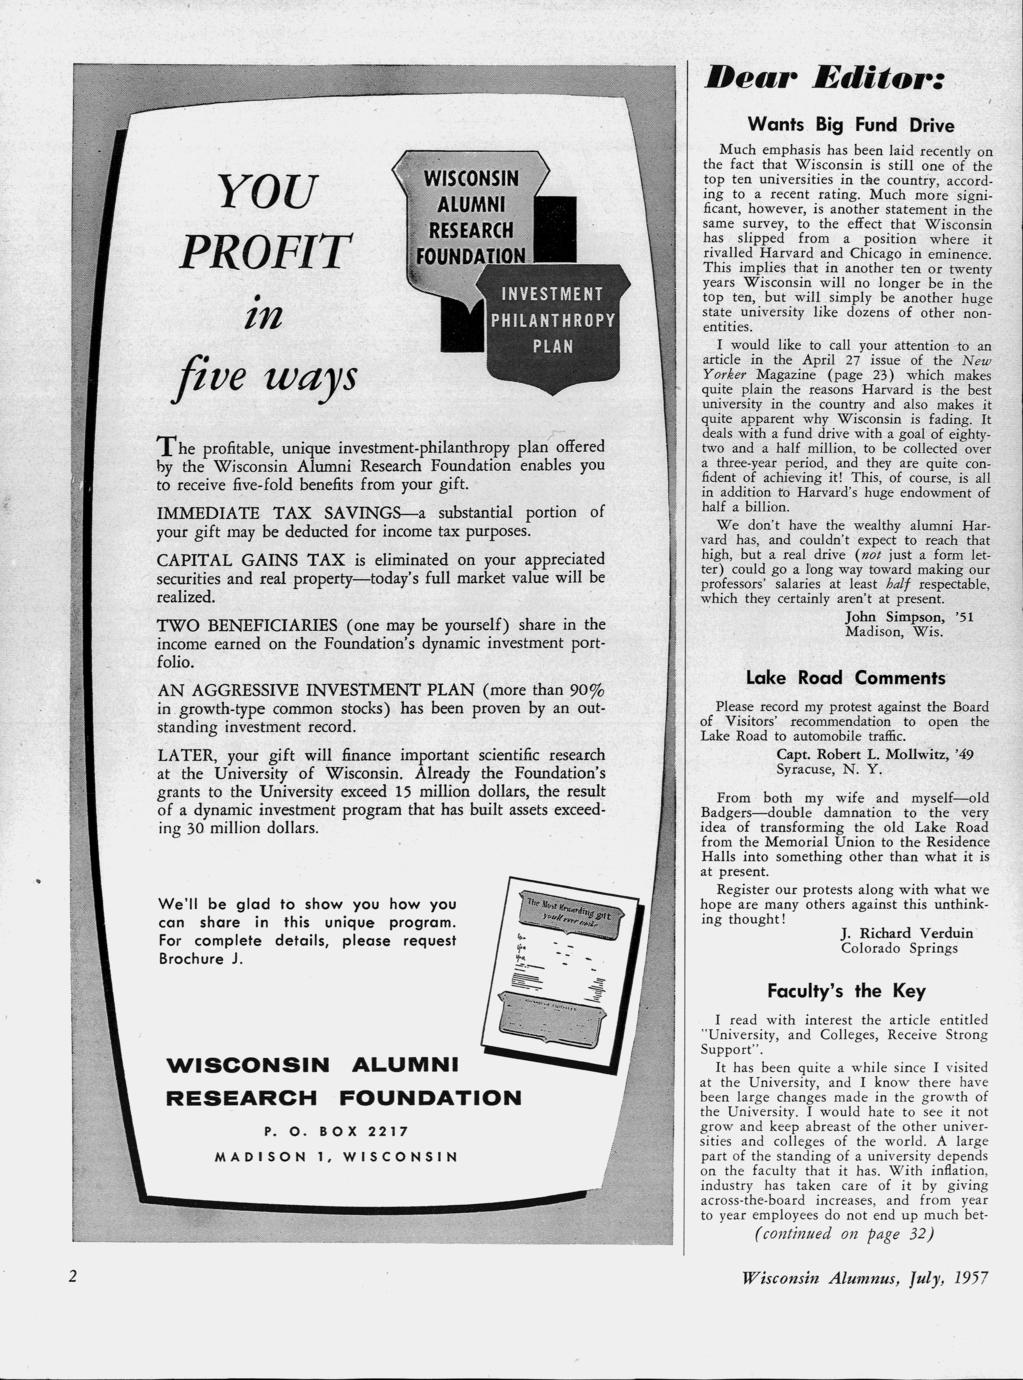 YOU
PROFIT
in
five ways
WISCONSIN
ALUMNI
RESEARCH
FOUNDATION
INVESTMENT
PHILANTHROPY
PLAN
The profitable, unique investment-philanthropy plan offered
by the Wisconsin Alumni Research Foundation enables you
to receive five-fold benefits from your gift.
IMMEDIATE TAX SAVINGS—a substantial portion of
your gift may be deducted for income tax purposes.
CAPITAL GAINS TAX is eliminated on your appreciated
securities and real property—today's full market value will be
realized.
TWO BENEFICIARIES (one may be yourself) share in the
income earned on the Foundation's dynamic investment port-
folio.
AN AGGRESSIVE INVESTMENT PLAN (more than 90%
in growth-type common stocks) has been proven by an out-
standing investment record.
LATER, your gift will finance important scientific research
at the University of Wisconsin. Already the Foundation's
grants to the University exceed 15 million dollars, the result
of a dynamic investment program that has built assets exceed-
ing 30 million dollars.
We'll be glad to show you how you
can share in this unique program.
For complete details, please request
Brochure J.
The Most Rewarding gift
you'll ever make
WISCONSIN ALUMNI
RESEARCH FOUNDATION
P. O. BOX 2217
MADISON 1, WISCONSIN
Dear Editor:
Wants Big Fund Drive
Much emphasis has been laid recently on
the fact that Wisconsin is still one of the
top ten universities in the country, accord-
ing to a recent rating. Much more signi-
ficant, however, is another statement in the
same survey, to the effect that Wisconsin
has slipped from a position where it
rivalled Harvard and Chicago in eminence.
This implies that in another ten or twenty
years Wisconsin will no longer be in the
top ten, but will simply be another huge
state university like dozens of other non-
entities.
I would like to call your attention to an
article in the April 27 issue of the New
Yorker Magazine (page 23) which makes
quite plain the reasons Harvard is the best
university in the country and also makes it
quite apparent why Wisconsin is fading. It
deals with a fund drive with a goal of eighty-
two and a half million, to be collected over
a three-year period, and they are quite con-
fident of achieving it! This, of course, is all
in addition to Harvard's huge endowment of
half a billion.
We don't have the wealthy alumni Har-
vard has, and couldn't expect to reach that
high, but a real drive (not just a form let-
ter) could go a long way toward making our
professors' salaries at least half respectable,
which they certainly aren't at present.
John Simpson, '51
Madison, Wis.
Lake Road Comments
Please record my protest against the Board
of Visitors' recommendation to open the
Lake Road to automobile traffic.
Capt. Robert L. Mollwitz, '49
Syracuse, N. Y.
From both my wife and myself—old
Badgers—double damnation to the very
idea of transforming the old Lake Road
from the Memorial Union to the Residence
Halls into something other than what it is
at present.
Register our protests along with what we
hope are many others against this unthink-
ing thought!
J. Richard Verduin
Colorado Springs
Faculty's the Key
I read with interest the article entitled
"University, and Colleges, Receive Strong
Support".
It has been quite a while since I visited
at the University, and I know there have
been large changes made in the growth of
the University. I would hate to see it not
grow and keep abreast of the other univer-
sities and colleges of the world. A large
part of the standing of a university depends
on the faculty that it has. With inflation,
industry has taken care of it by giving
across-the-board increases, and from year
to year employees do not end up much bet-
(continued on page 32)
2
Wisconsin Alumnus, July, 1957